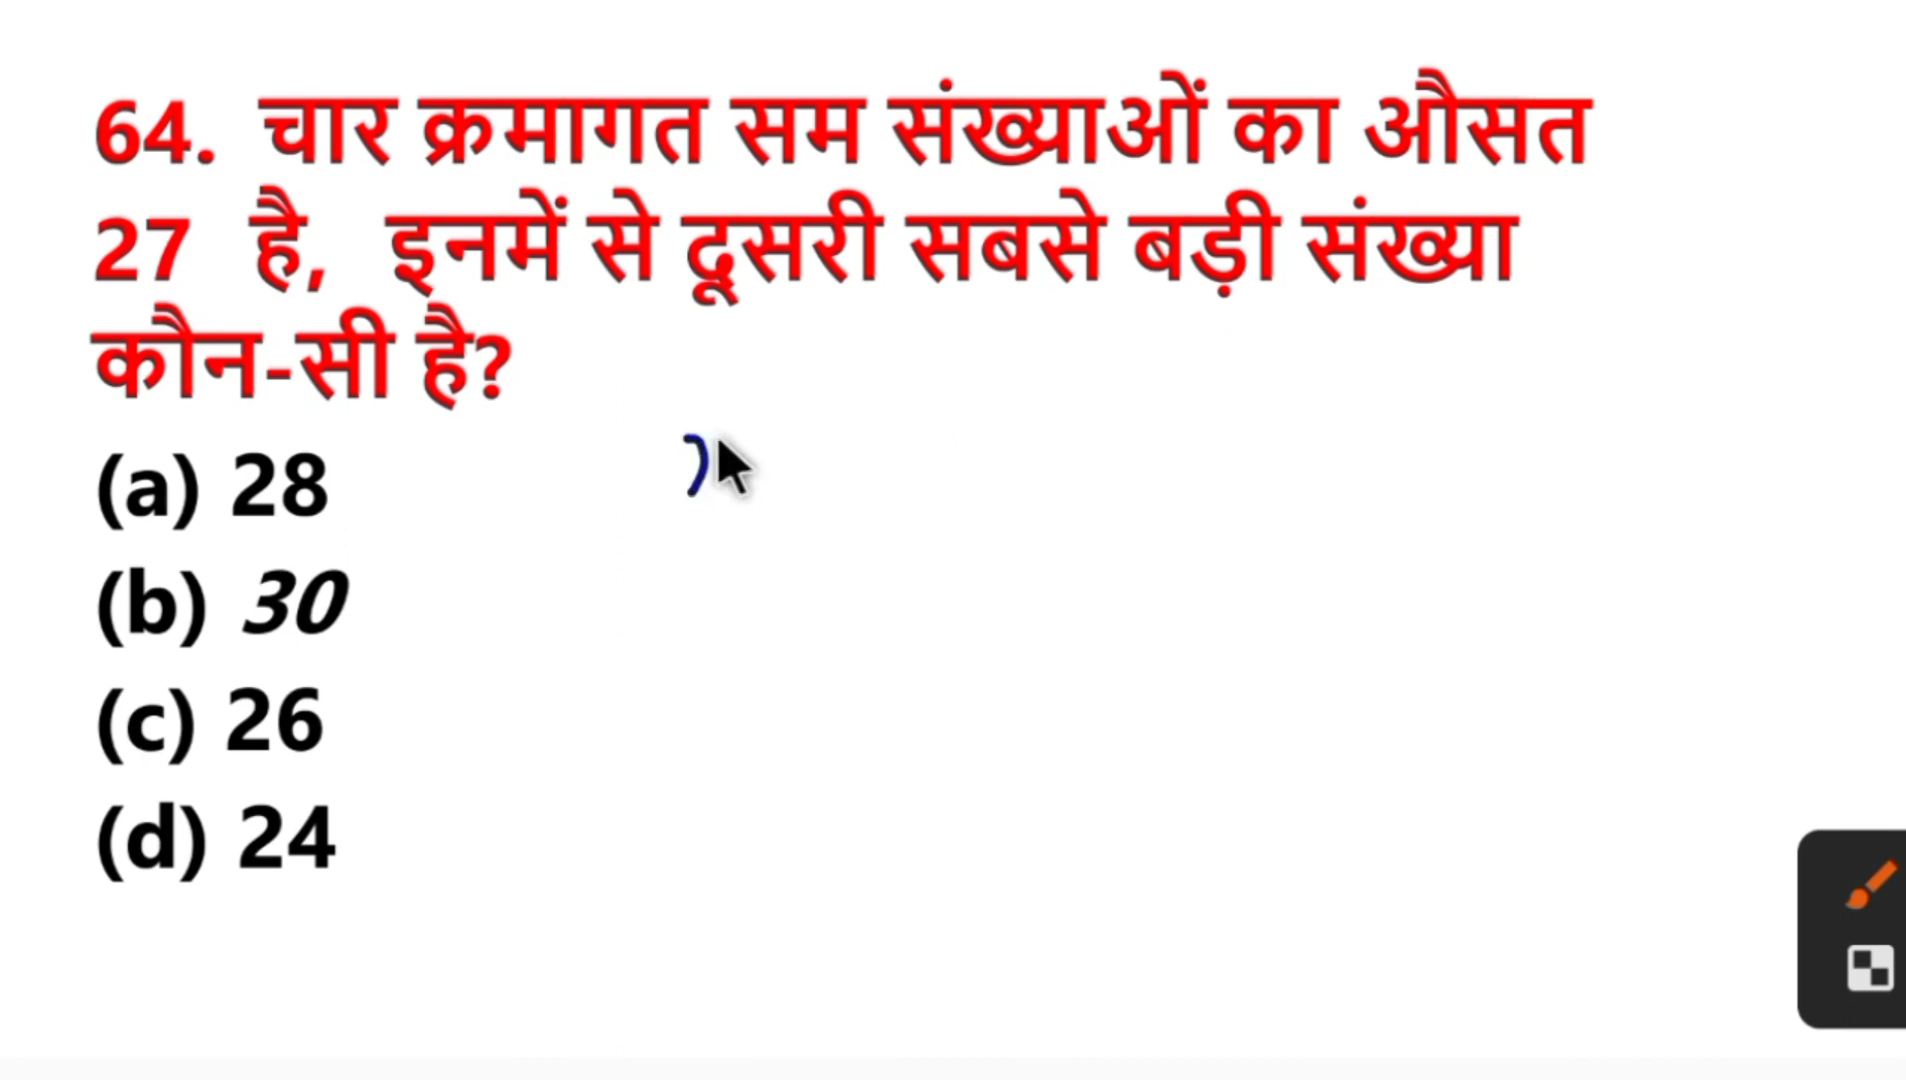 64. चार क्रमागत सम संख्याओं का औसत
27 है, इनमें से दूसरी सबसे बड़ी संख्या
कौन-सी है?
(a) 28
(b) 30
(c) 26
(d) 24